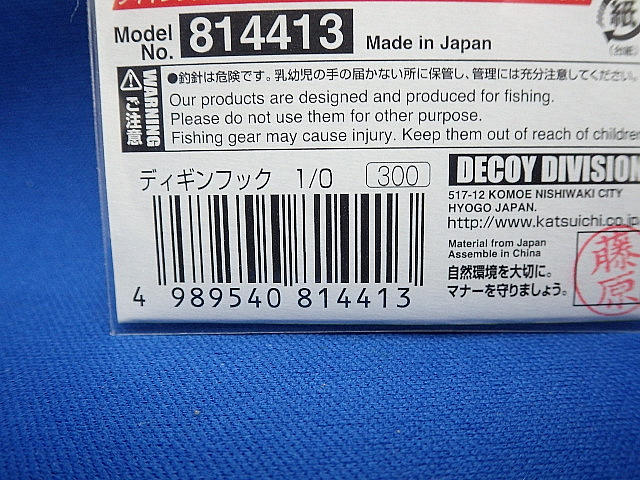 Model No. 814413 Made in Japan
紙
(台紙)
WARNING ご注意
●釣針は危険です。乳幼児の手の届かない所に保管し、管理には充分注意してください。
Our products are designed and produced for fishing.
Please do not use them for other purpose.
Fishing gear may cause injury. Keep them out of reach of children
ディギンフック 1/0 300
4 989540 814413
DECOY DIVISION
517-12 KOMOE NISHIWAKI CITY
HYOGO JAPAN.
http://www.katsuichi.co.jp
Material from Japan
Assemble in China
自然環境を大切に。
マナーを守りましょう。
藤原